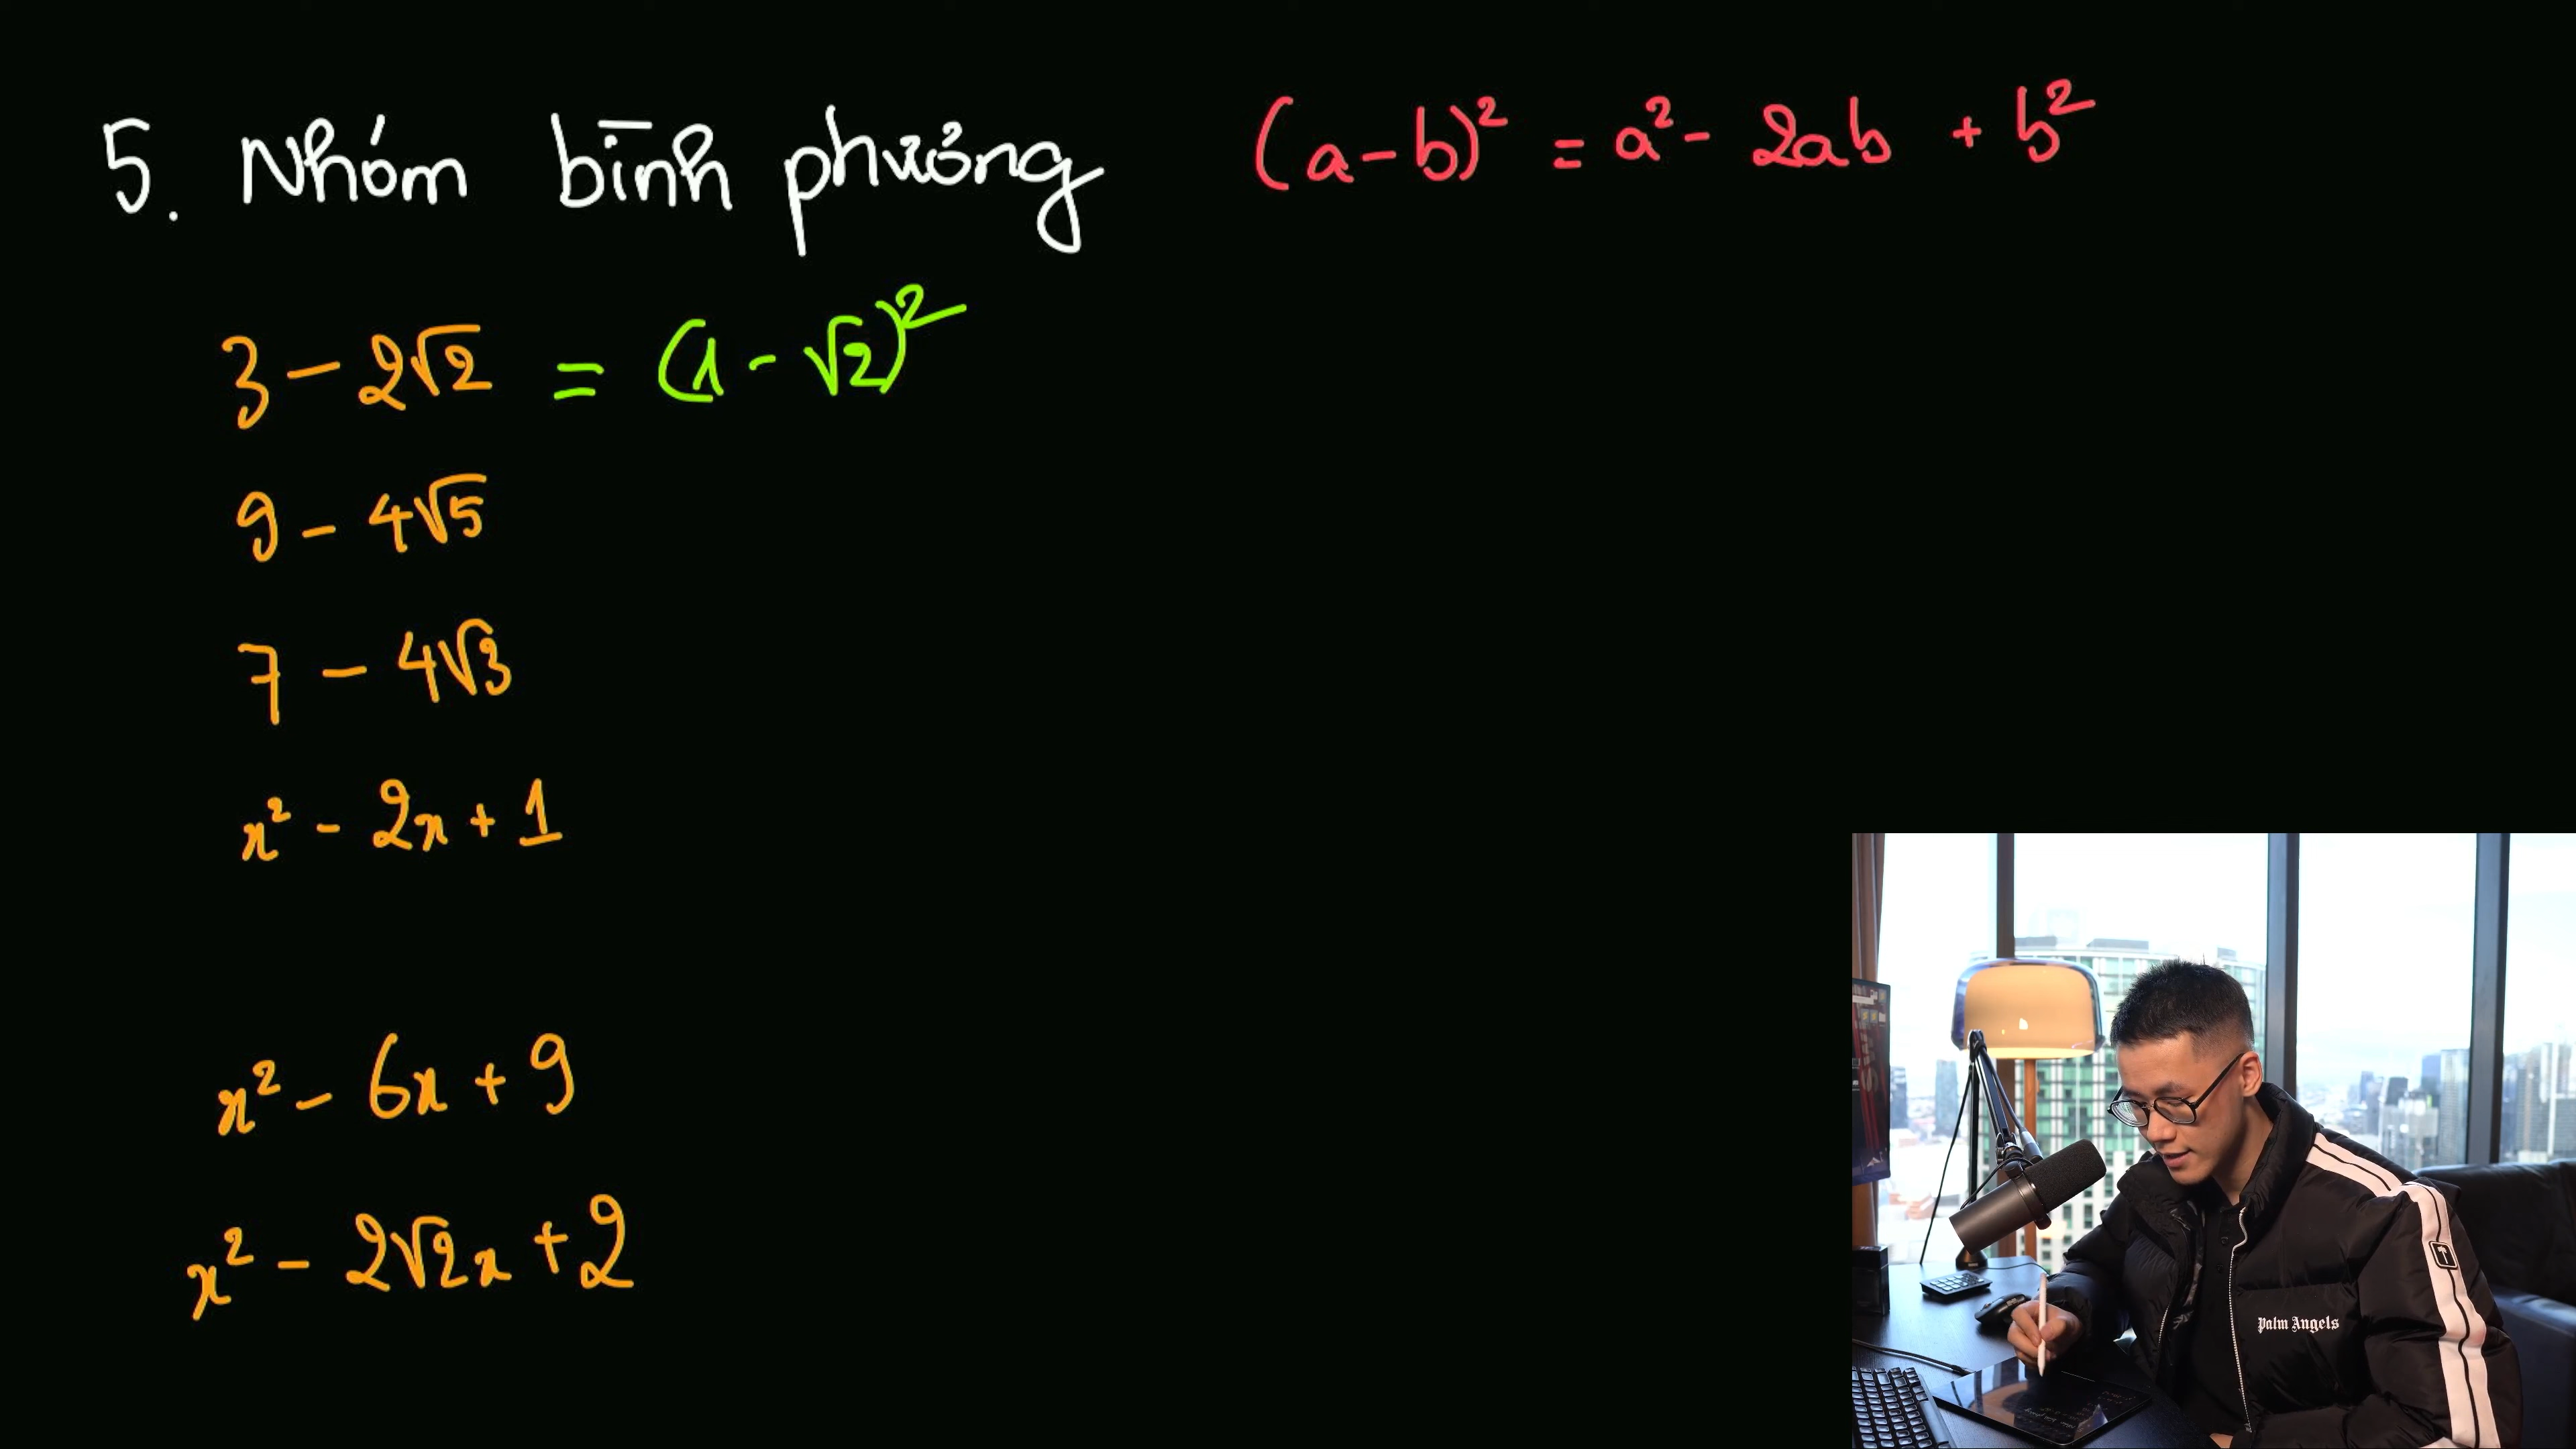 5. Nhóm bình phương
(a-b)² = a² - 2ab + b²
3 - 2√2 = (1 - √2)²
9 - 4√5
7 - 4√3
x² - 2x + 1
x² - 6x + 9
x² - 2√2x + 2
Palm Angels